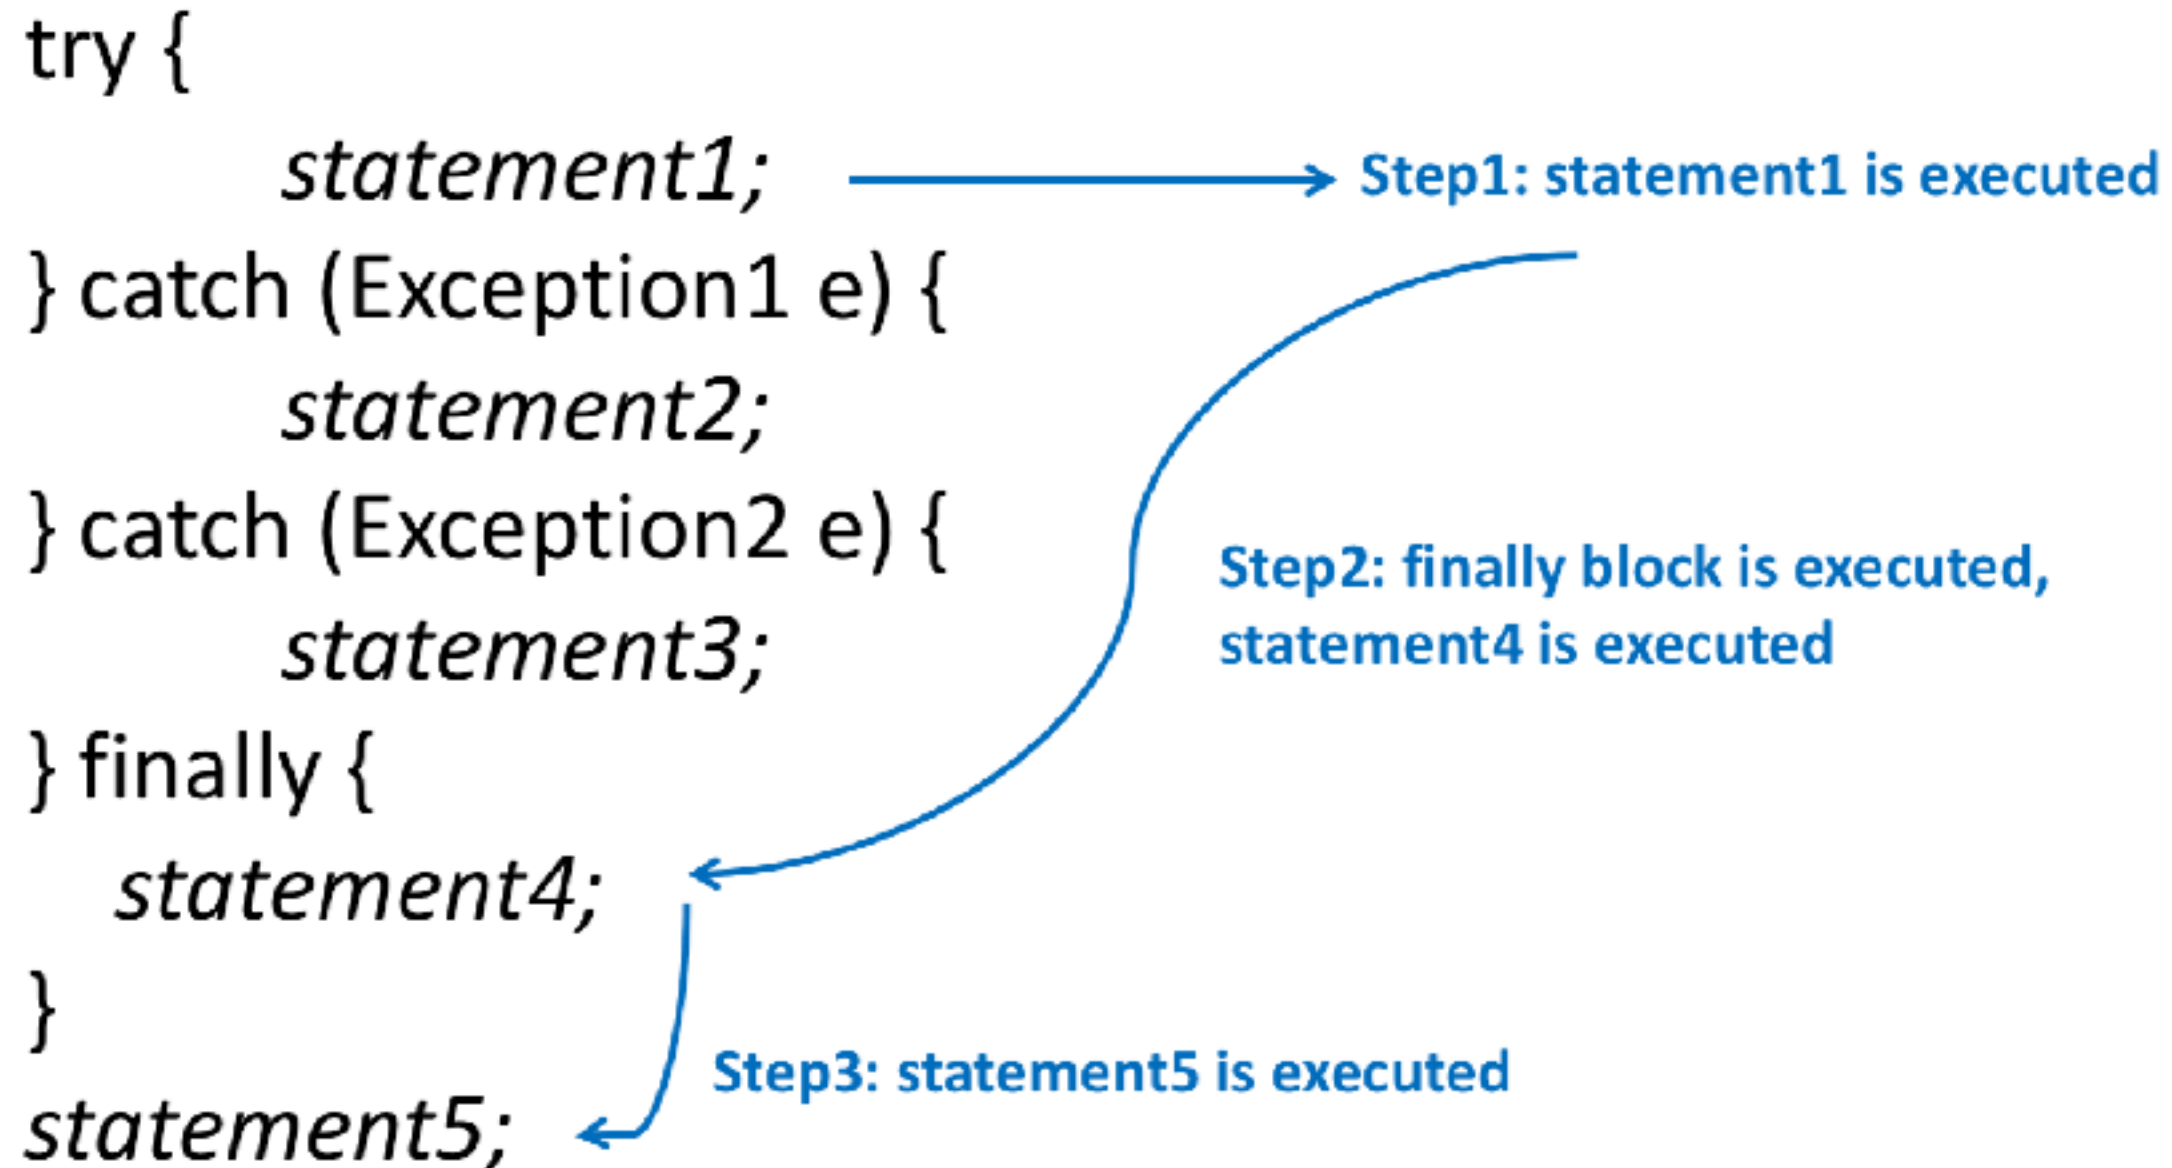 try {
statement1;
Step1: statement1 is executed
} catch (Exception1 e) {
statement2;
} catch (Exception2 e) {
Step2: finally block is executed,
statement4 is executed
statement3;
} finally {
statement4;
}
Step3: statement5 is executed
statement5;